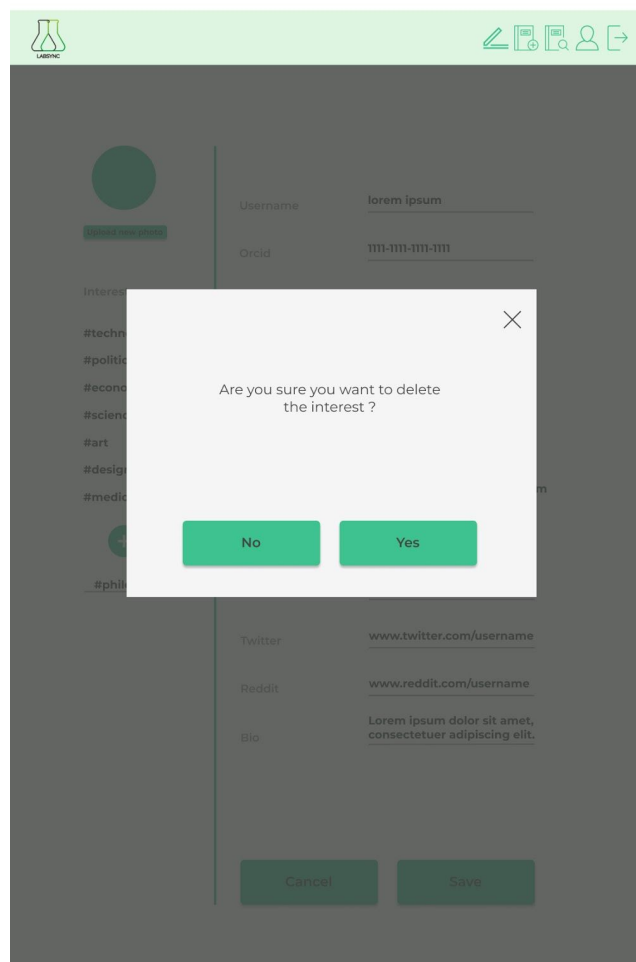 LABSYNC
Upload new photo
Username
lorem ipsum
Orcid
1111-1111-1111-1111
Interes
#techn
#politic
#econo
#scienc
#art
#desig
#medic
#phil
Are you sure you want to delete
the interest ?
m
No
Yes
Twitter
www.twitter.com/username
Reddit
www.reddit.com/username
Bio
Lorem ipsum dolor sit amet,
consectetuer adipiscing elit.
Cancel
Save